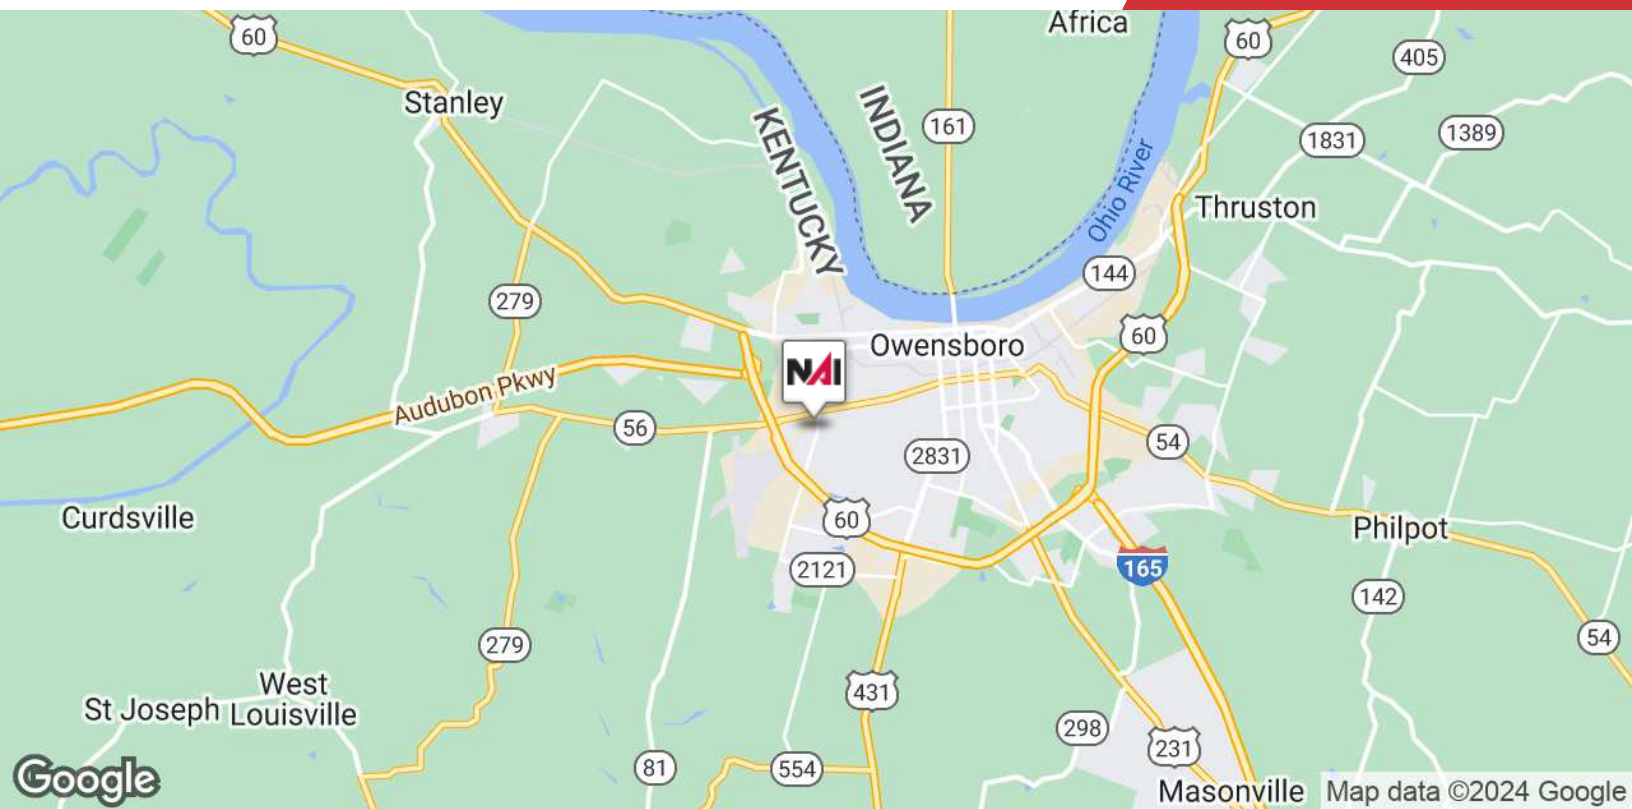 Africa
60
60
405
Stanley
161
1831
1389
KENTUCKY
INDIANA
Ohio River
Thruston
144
279
60
Owensboro
NAI
Audubon Pkwy
56
54
2831
Curdsville
60
Philpot
2121
165
142
279
54
West
Louisville
St Joseph
431
298
231
81
554
Masonville
Google
Map data ©2024 Google